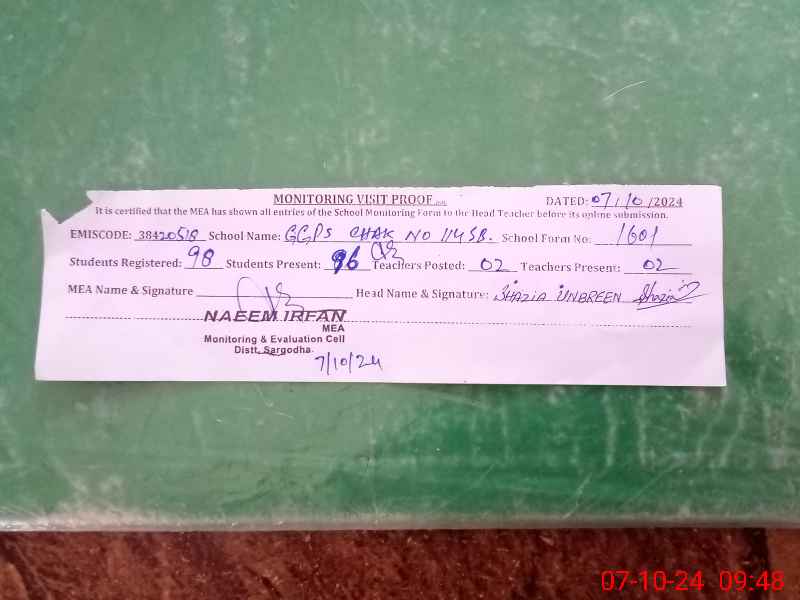 MONITORING VISIT PROOF DATED: 07/10/2024
It is certified that the MEA has shown all entries of the School Monitoring Form to the Head Teacher before its online submission.
EMISCODE: 38420518 School Name: GGPS CHAK NO 114 SB. School Form No: 1601
Students Registered: 98 Students Present: 96 Teachers Posted: 02 Teachers Present: 02
MEA Name & Signature Head Name & Signature: SHAZIA UNBREEN Shazia
NAEEM IRFAN
MEA
Monitoring & Evaluation Cell
Distt. Sargodha.
7/10/24
07-10-24 09:48